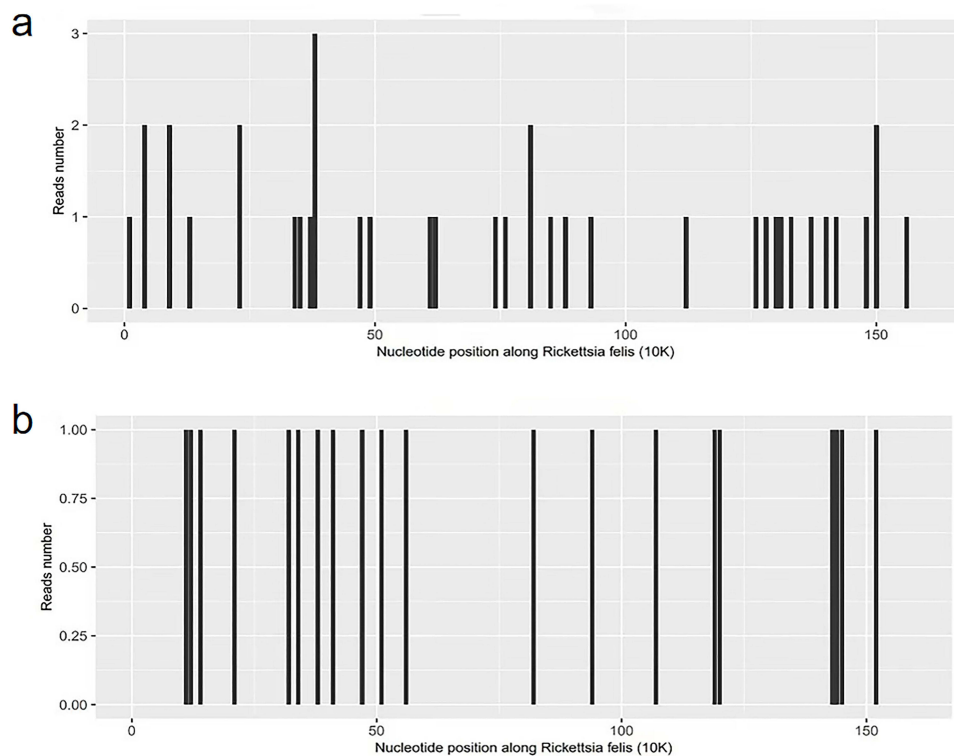 a
3
2
1
0
Reads number
0 50 100 150
Nucleotide position along Rickettsia felis (10K)
b
1.00
0.75
0.50
0.25
0.00
Reads number
0 50 100 150
Nucleotide position along Rickettsia felis (10K)